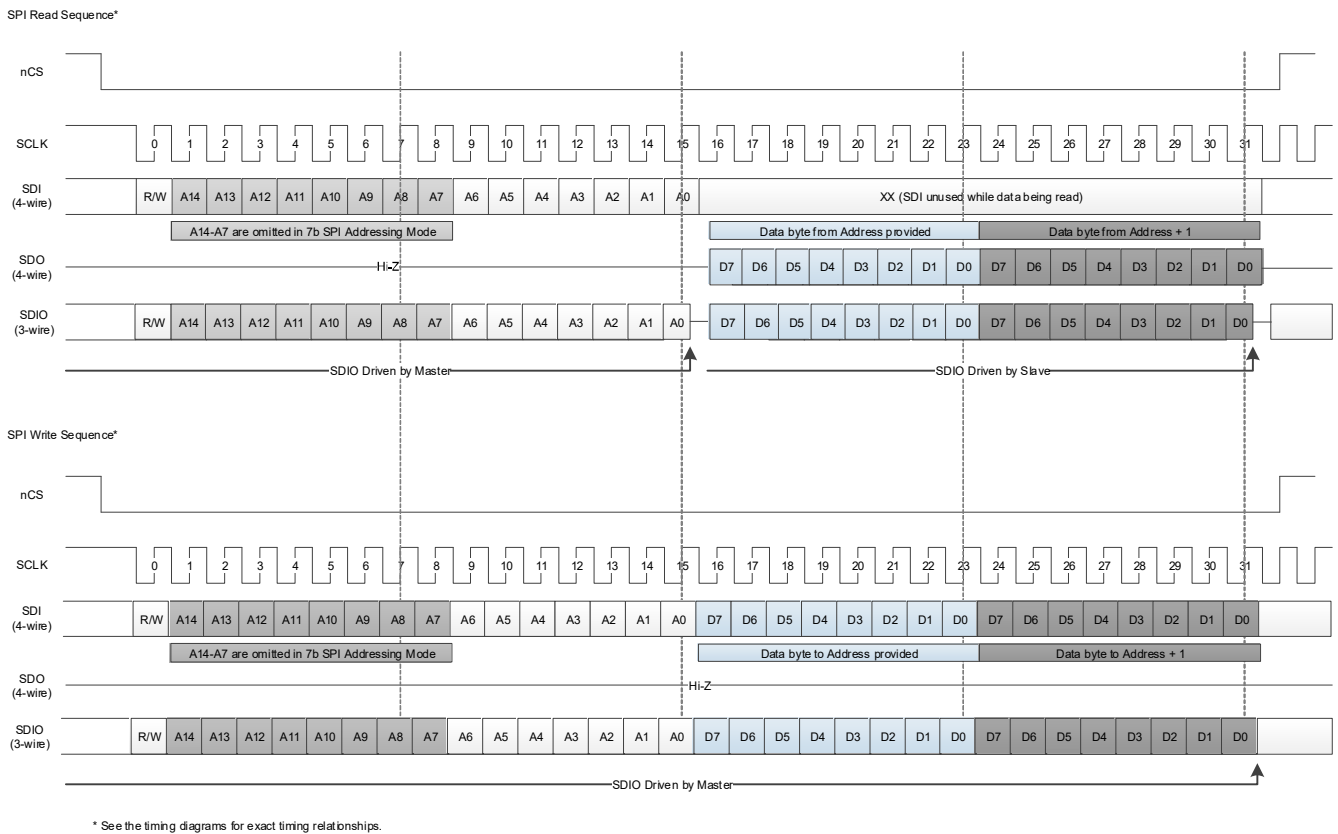 SPI Read Sequence*
nCS
SCLK 0 1 2 3 4 5 6 7 8 9 10 11 12 13 14 15 16 17 18 19 20 21 22 23 24 25 26 27 28 29 30 31
SDI
(4-wire)
R/W A14 A13 A12 A11 A10 A9 A8 A7 A6 A5 A4 A3 A2 A1 A0 XX (SDI unused while data being read)
A14-A7 are omitted in 7b SPI Addressing Mode
Data byte from Address provided
Data byte from Address + 1
SDO
(4-wire)
Hi-Z
D7 D6 D5 D4 D3 D2 D1 D0 D7 D6 D5 D4 D3 D2 D1 D0
SDIO
(3-wire)
R/W A14 A13 A12 A11 A10 A9 A8 A7 A6 A5 A4 A3 A2 A1 A0 D7 D6 D5 D4 D3 D2 D1 D0 D7 D6 D5 D4 D3 D2 D1 D0
SDIO Driven by Master
SDIO Driven by Slave
SPI Write Sequence*
nCS
SCLK 0 1 2 3 4 5 6 7 8 9 10 11 12 13 14 15 16 17 18 19 20 21 22 23 24 25 26 27 28 29 30 31
SDI
(4-wire)
R/W A14 A13 A12 A11 A10 A9 A8 A7 A6 A5 A4 A3 A2 A1 A0 D7 D6 D5 D4 D3 D2 D1 D0 D7 D6 D5 D4 D3 D2 D1 D0
A14-A7 are omitted in 7b SPI Addressing Mode
Data byte to Address provided
Data byte to Address + 1
SDO
(4-wire)
Hi-Z
SDIO
(3-wire)
R/W A14 A13 A12 A11 A10 A9 A8 A7 A6 A5 A4 A3 A2 A1 A0 D7 D6 D5 D4 D3 D2 D1 D0 D7 D6 D5 D4 D3 D2 D1 D0
SDIO Driven by Master
* See the timing diagrams for exact timing relationships.